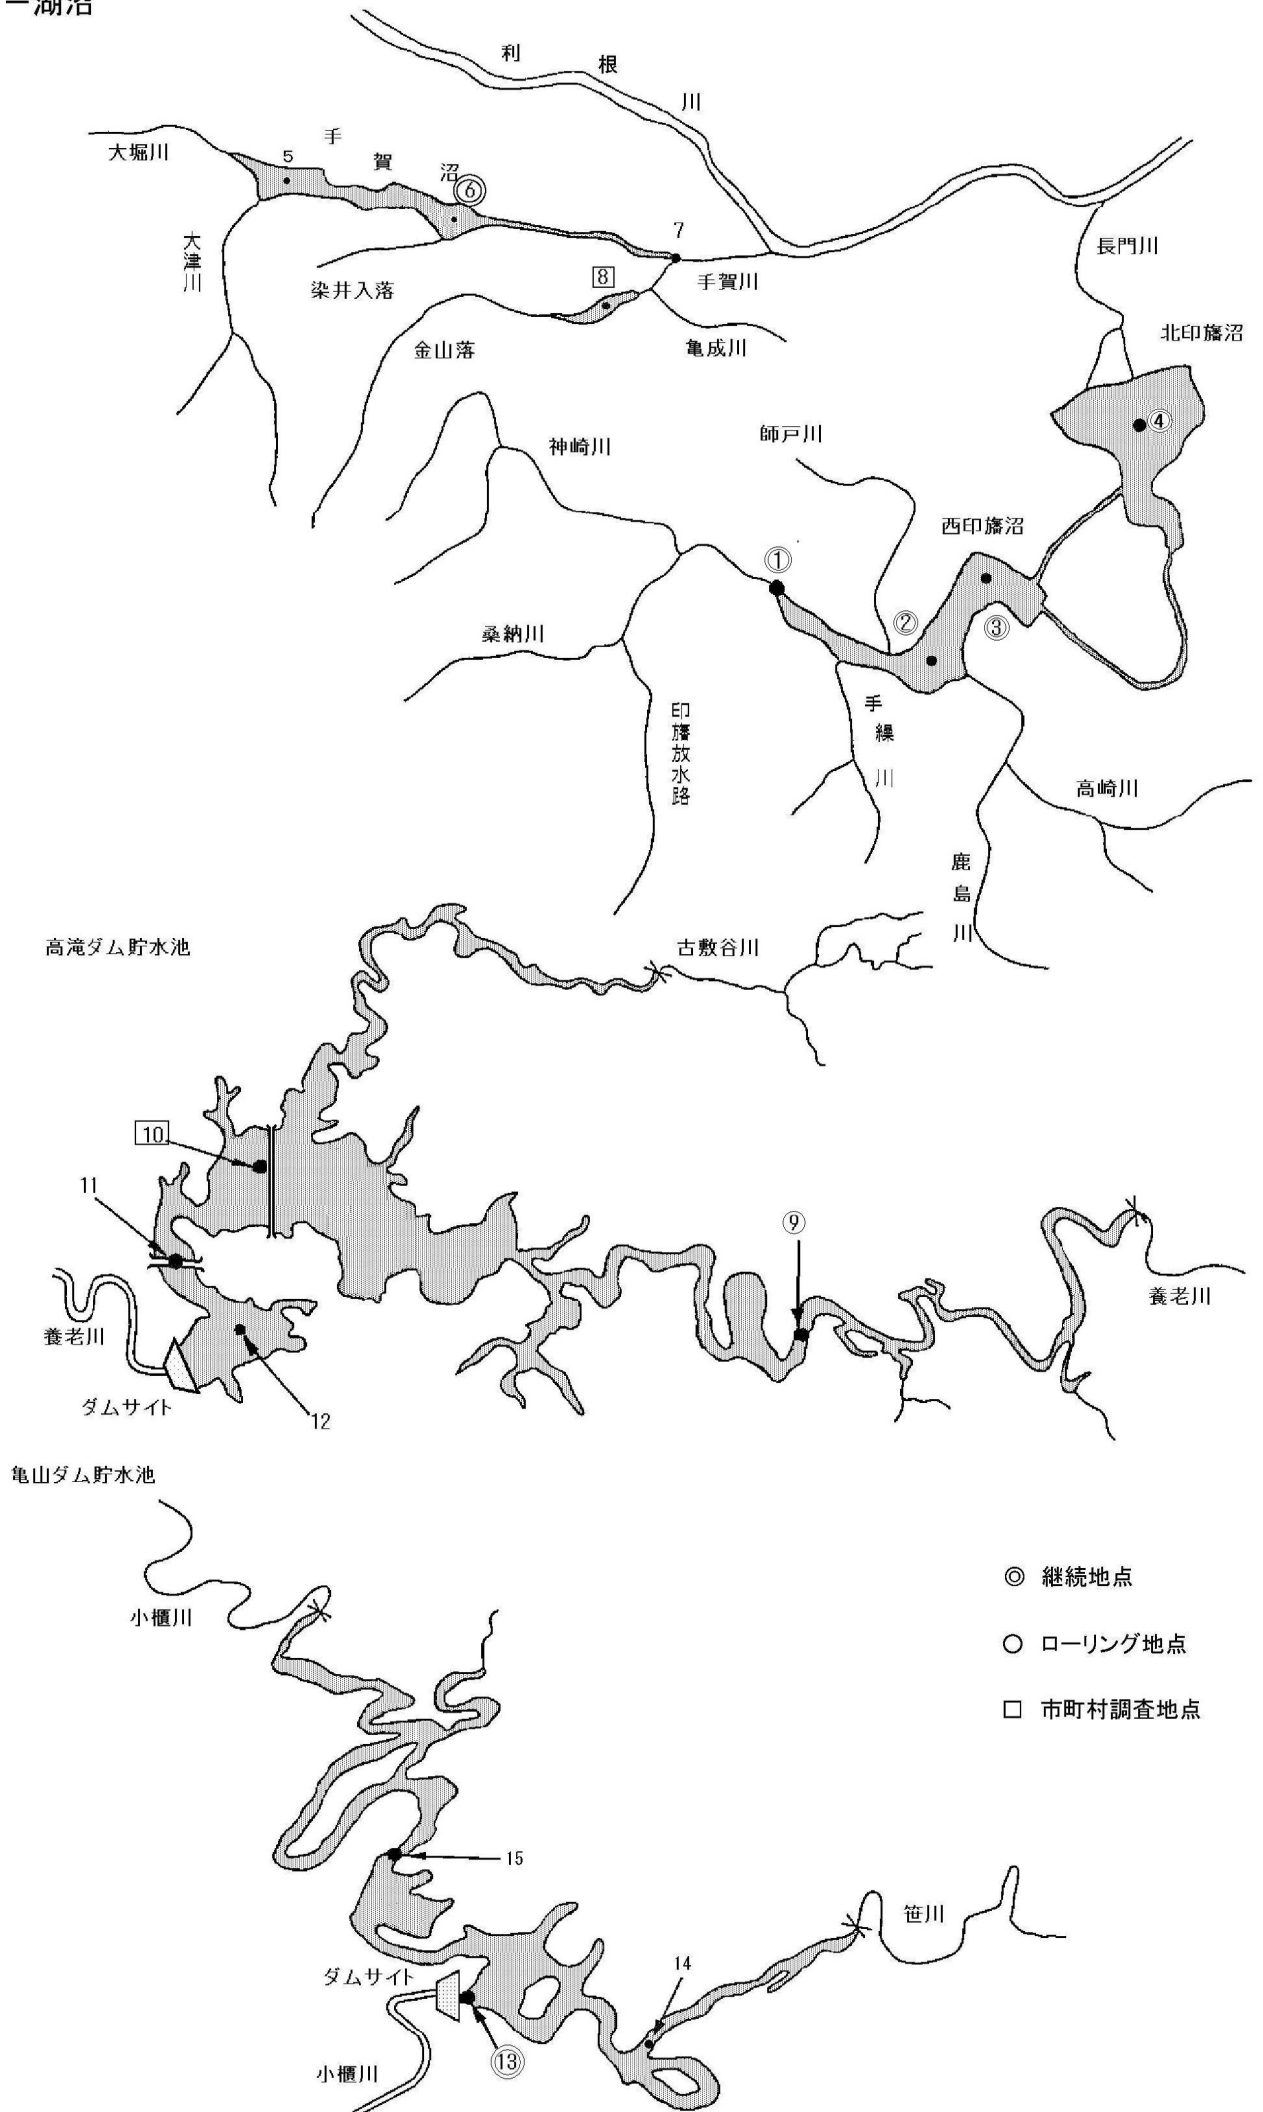 ー湖沼
利根川
手賀沼
大堀川
5
⑥
大津川
染井入落
7
手賀川
8
金山落
亀成川
長門川
北印旛沼
④
神崎川
師戸川
西印旛沼
①
②
③
桑納川
印旛放水路
手繰川
高崎川
鹿島川
高滝ダム貯水池
古敷谷川
10
11
⑨
養老川
養老川
ダムサイト
12
亀山ダム貯水池
小櫃川
◎ 継続地点
○ ローリング地点
□ 市町村調査地点
15
笹川
14
ダムサイト
⑬
小櫃川